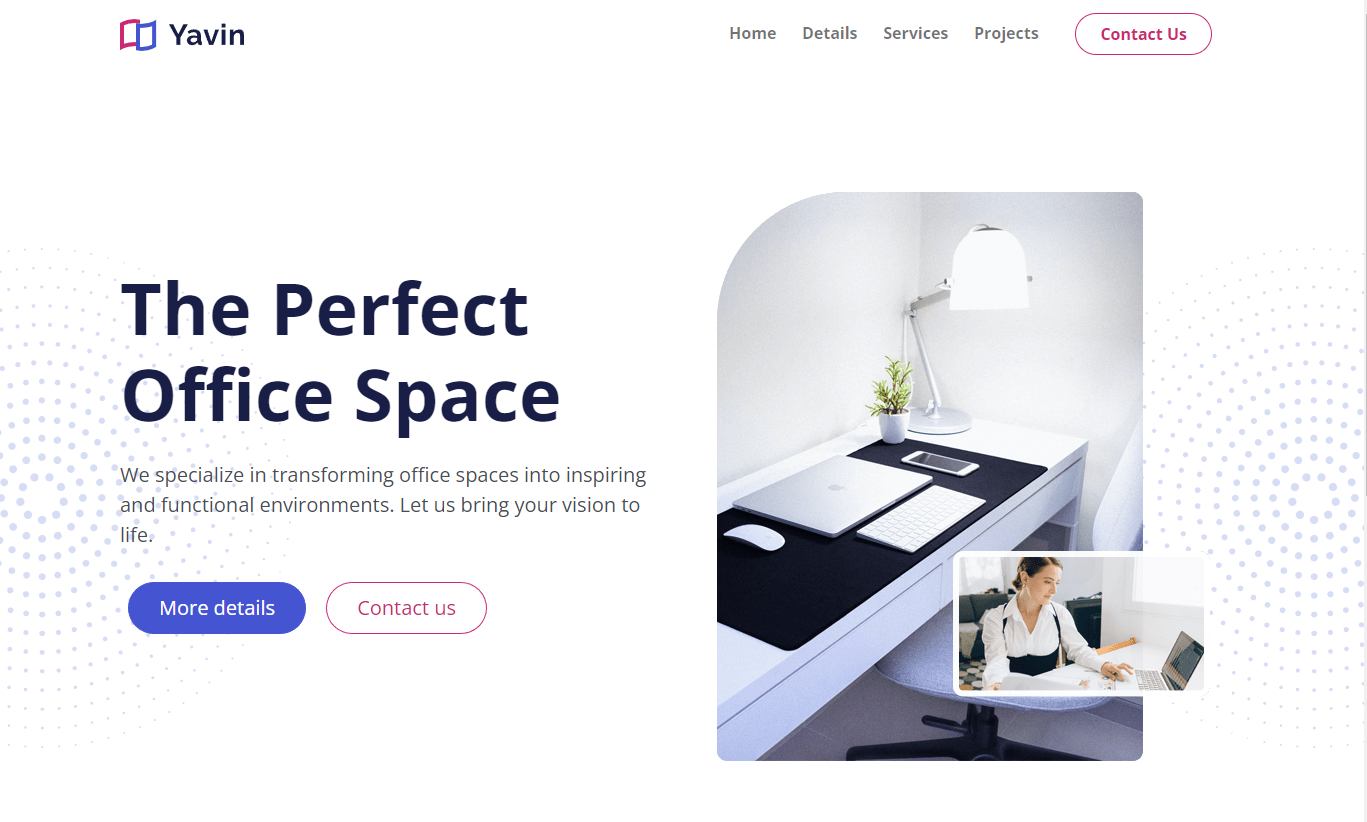 Yavin
Home Details Services Projects Contact Us
The Perfect
Office Space
We specialize in transforming office spaces into inspiring
and functional environments. Let us bring your vision to
life.
More details Contact us